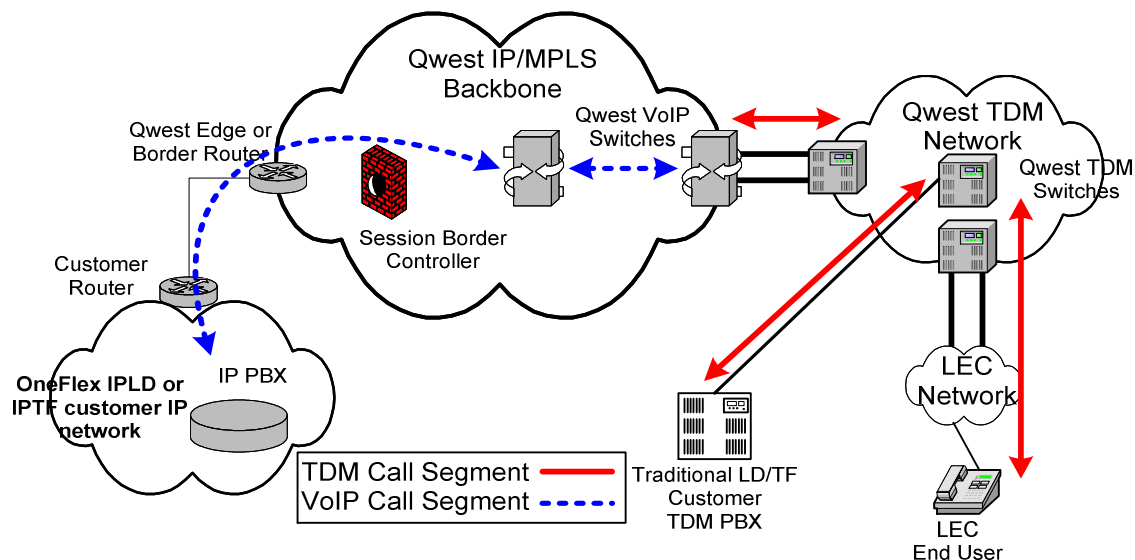 Qwest IP/MPLS
Backbone
Qwest Edge or
Border Router
Qwest VoIP
Switches
Qwest TDM
Network
Qwest TDM
Switches
Session Border
Controller
Customer
Router
IP PBX
OneFlex IPLD or
IPTF customer IP
network
LEC
Network
TDM Call Segment
VoIP Call Segment
Traditional LD/TF
Customer
TDM PBX
LEC
End User